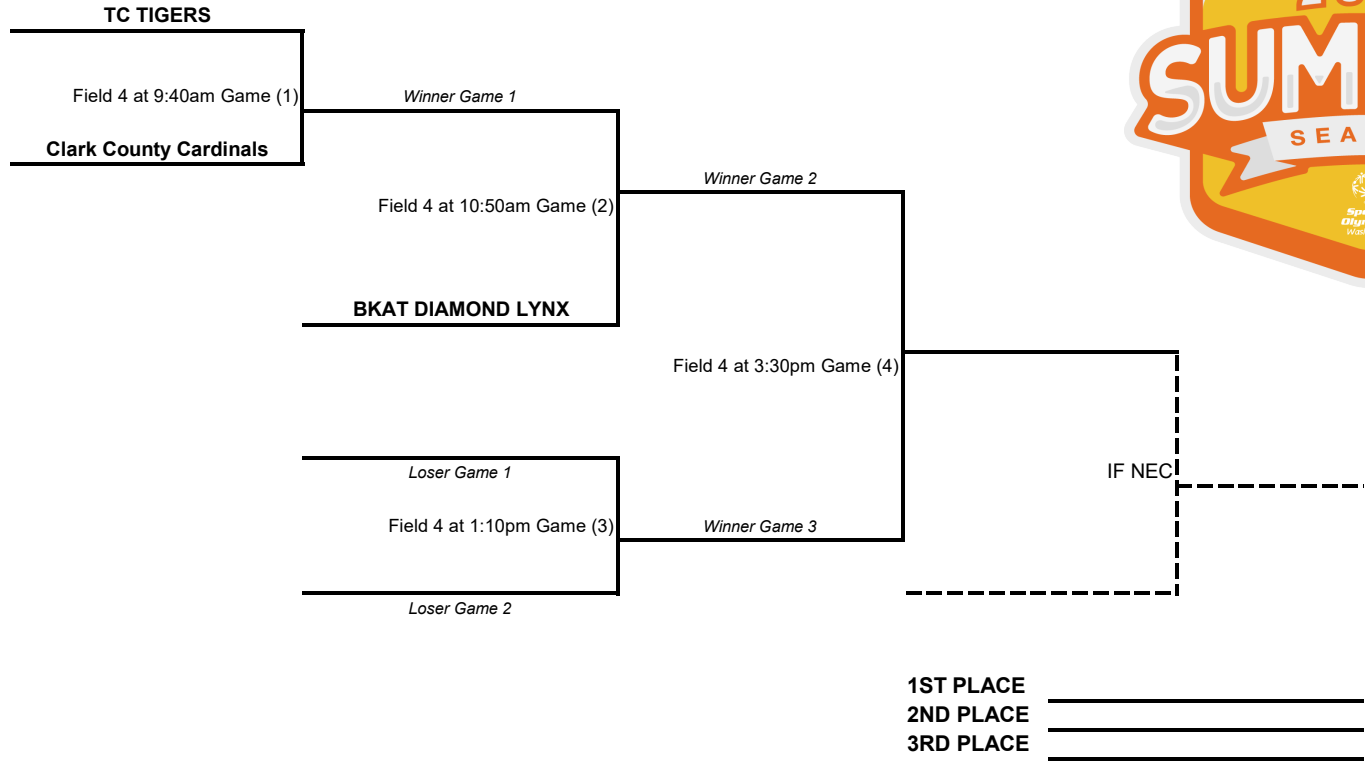 TC TIGERS
Field 4 at 9:40am Game (1)
Winner Game 1
Clark County Cardinals
SUM
SEA
Winner Game 2
Field 4 at 10:50am Game (2)
BKAT DIAMOND LYNX
Field 4 at 3:30pm Game (4)
Loser Game 1
IF NEC
Field 4 at 1:10pm Game (3)
Winner Game 3
Loser Game 2
1ST PLACE
2ND PLACE
3RD PLACE